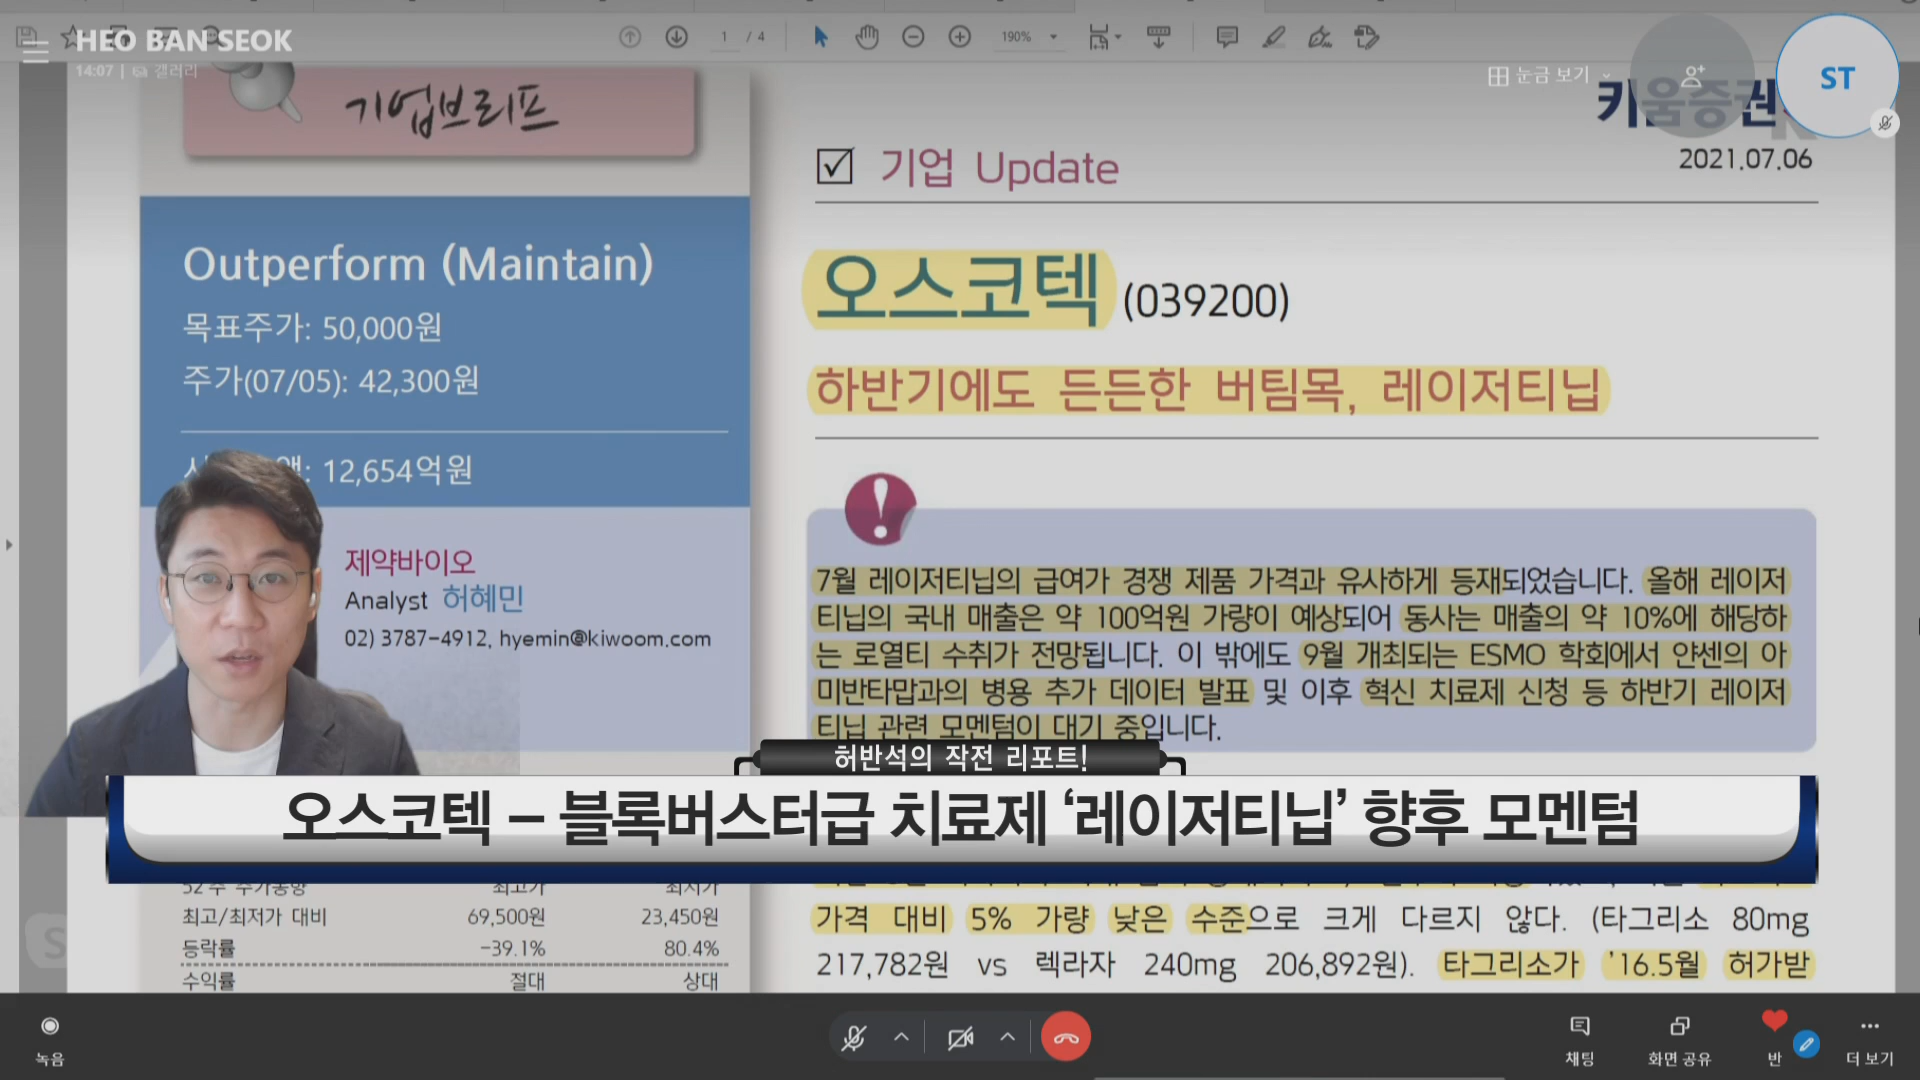 HEO BAN SEOK
14:07 | 갤러리
1 / 4
190%
눈금 보기
ST
기업브리프
키움증권
2021.07.06
기업 Update
Outperform (Maintain)
목표주가: 50,000원
주가(07/05): 42,300원
12,654억원
제약바이오
Analyst 허혜민
02) 3787-4912, hyemin@kiwoom.com
오스코텍 (039200)
하반기에도 든든한 버팀목, 레이저티닙
7월 레이저티닙의 급여가 경쟁 제품 가격과 유사하게 등재되었습니다. 올해 레이저
티닙의 국내 매출은 약 100억원 가량이 예상되어 동사는 매출의 약 10%에 해당하
는 로열티 수취가 전망됩니다. 이 밖에도 9월 개최되는 ESMO 학회에서 얀센의 아
미반타맙과의 병용 추가 데이터 발표 및 이후 혁신 치료제 신청 등 하반기 레이저
티닙 관련 모멘텀이 대기 중입니다.
허반석의 작전 리포트!
오스코텍 – 블록버스터급 치료제 ‘레이저티닙’ 향후 모멘텀
52주 주가동향 최고가 최저가
최고/최저가 대비 69,500원 23,450원
등락률 -39.1% 80.4%
수익률 절대 상대
가격 대비 5% 가량 낮은 수준으로 크게 다르지 않다. (타그리소 80mg
217,782원 vs 렉라자 240mg 206,892원). 타그리소가 '16.5월 허가받
녹음
채팅
화면 공유
반
더 보기